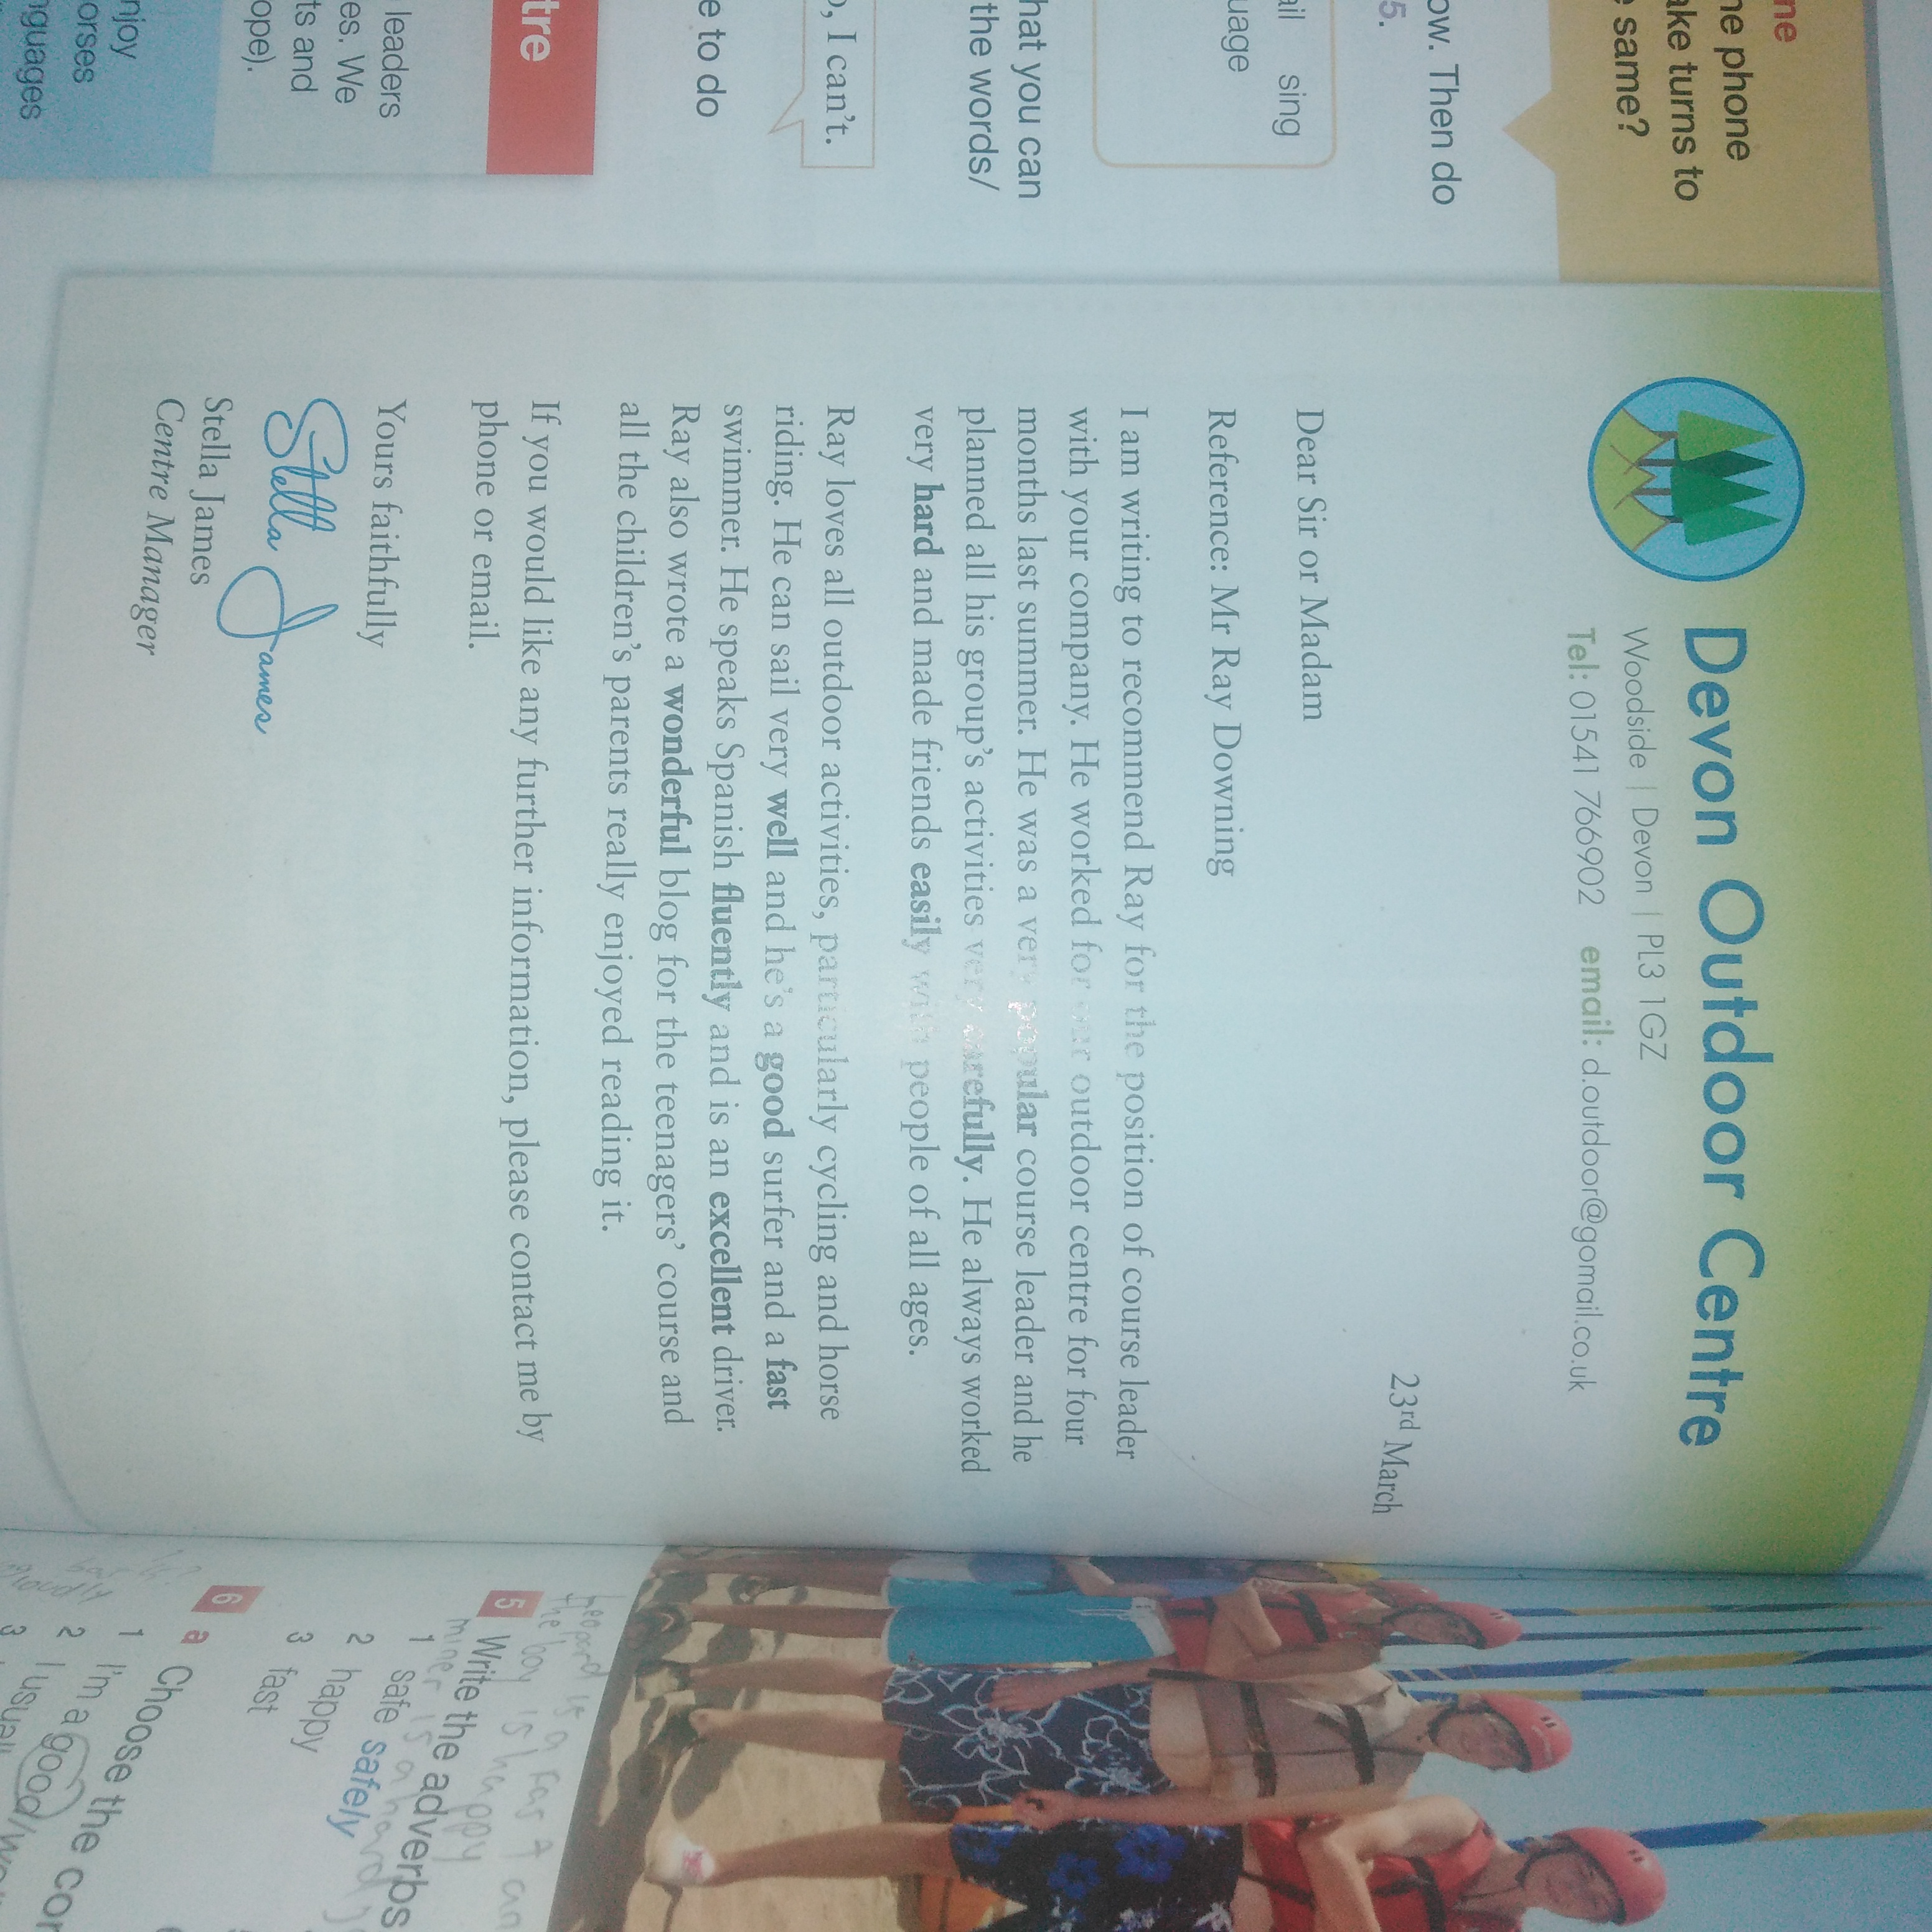 ne
ne phone
ake turns to
e same?
ow. Then do
5.
ail sing
uage
hat you can
the words/
o, I can't.
e to do
tre
leaders
es. We
ts and
ope).
njoy
orses
nguages
Devon Outdoor Centre
Woodside | Devon | PL3 1GZ
Tel: 01541 766902 email: d.outdoor@gomail.co.uk
23rd March
Dear Sir or Madam
Reference: Mr Ray Downing
I am writing to recommend Ray for the position of course leader
with your company. He worked for our outdoor centre for four
months last summer. He was a very popular course leader and he
planned all his group's activities very carefully. He always worked
very hard and made friends easily with people of all ages.
Ray loves all outdoor activities, particularly cycling and horse
riding. He can sail very well and he's a good surfer and a fast
swimmer. He speaks Spanish fluently and is an excellent driver.
Ray also wrote a wonderful blog for the teenagers' course and
all the children's parents really enjoyed reading it.
If you would like any further information, please contact me by
phone or email.
Yours faithfully
Stella James
Stella James
Centre Manager
is a fast
the boy is happy
5 Write the adverbs
miner is a hard
1 safe safely
2 happy
3 fast
6 a Choose the cor
1 I'm a good/w
2 I usuall
3
loudly